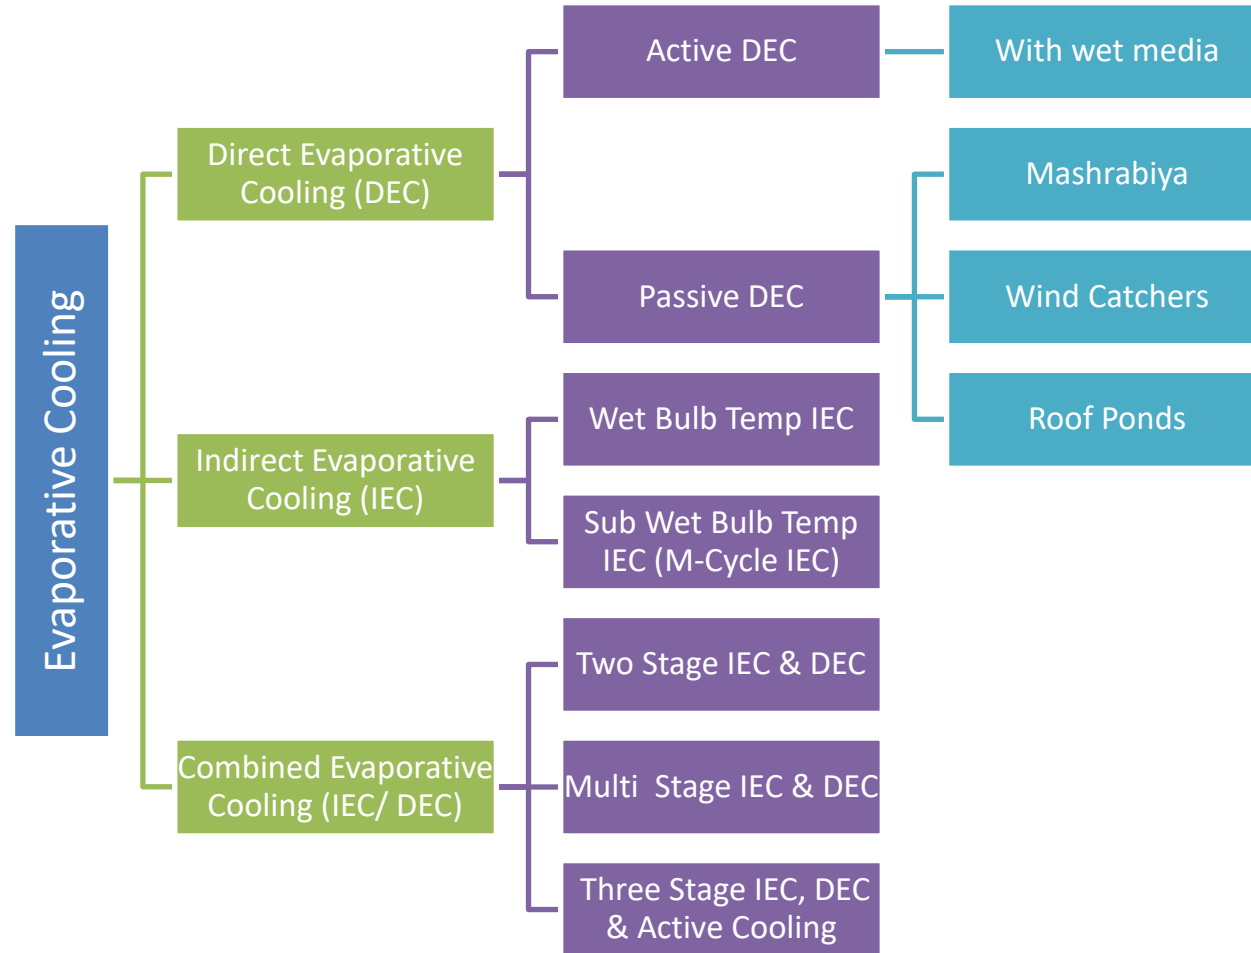 Evaporative Cooling
Direct Evaporative
Cooling (DEC)
Active DEC
With wet media
Passive DEC
Mashrabiya
Wind Catchers
Roof Ponds
Indirect Evaporative
Cooling (IEC)
Wet Bulb Temp IEC
Sub Wet Bulb Temp
IEC (M-Cycle IEC)
Combined Evaporative
Cooling (IEC/ DEC)
Two Stage IEC & DEC
Multi  Stage IEC & DEC
Three Stage IEC, DEC
& Active Cooling